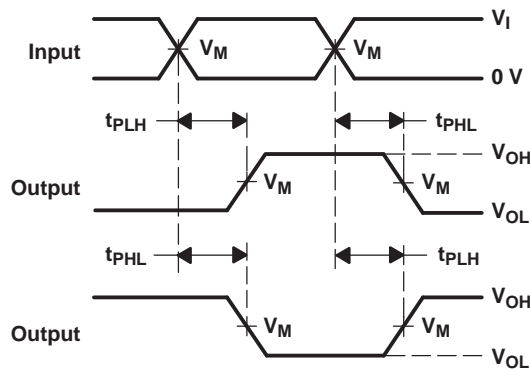 V_I
Input V_M V_M
0 V
t_PLH t_PHL
V_OH
Output V_M V_M
V_OL
t_PHL t_PLH
V_OH
Output V_M V_M
V_OL